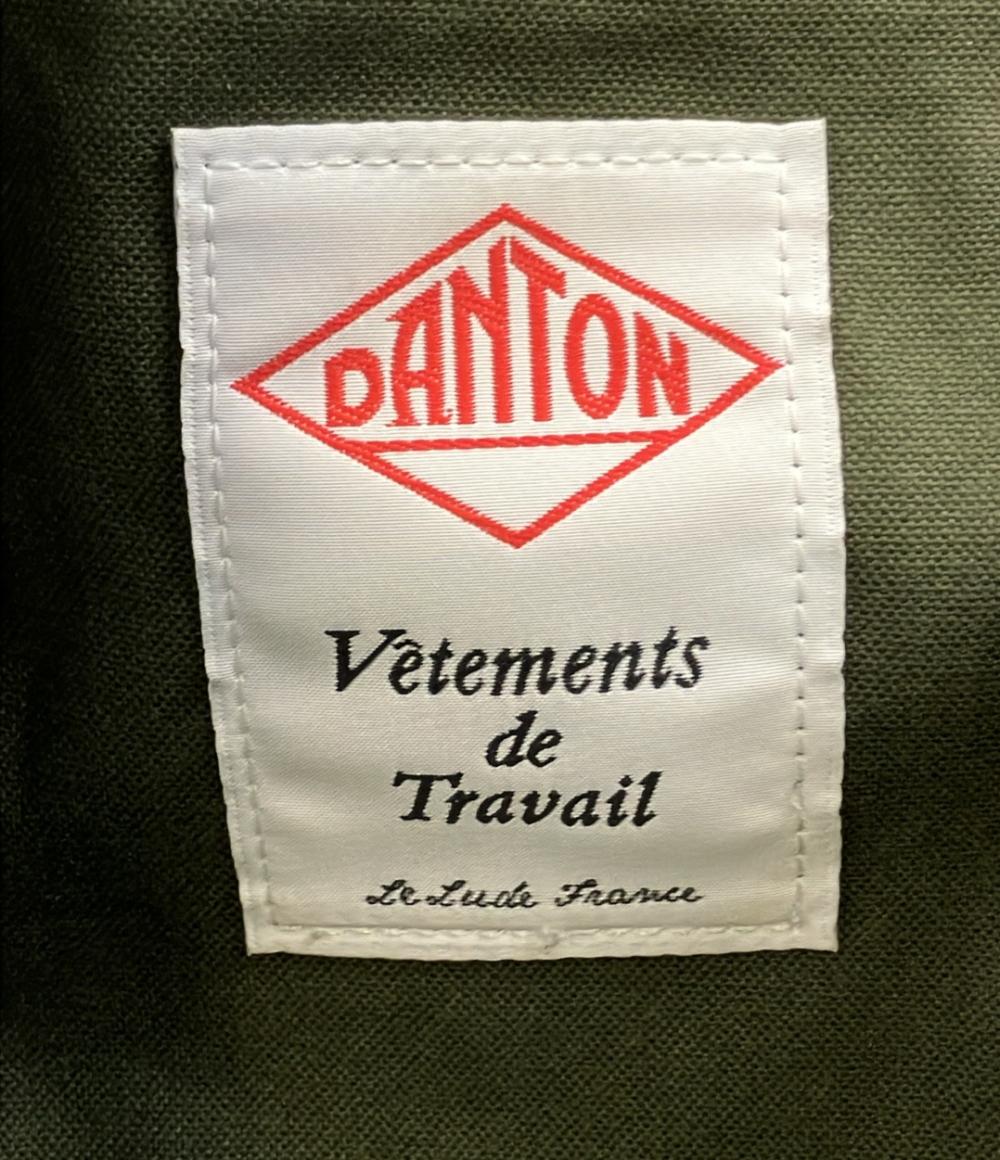 DANTON
Vêtements
de
Travail
Le Lude France